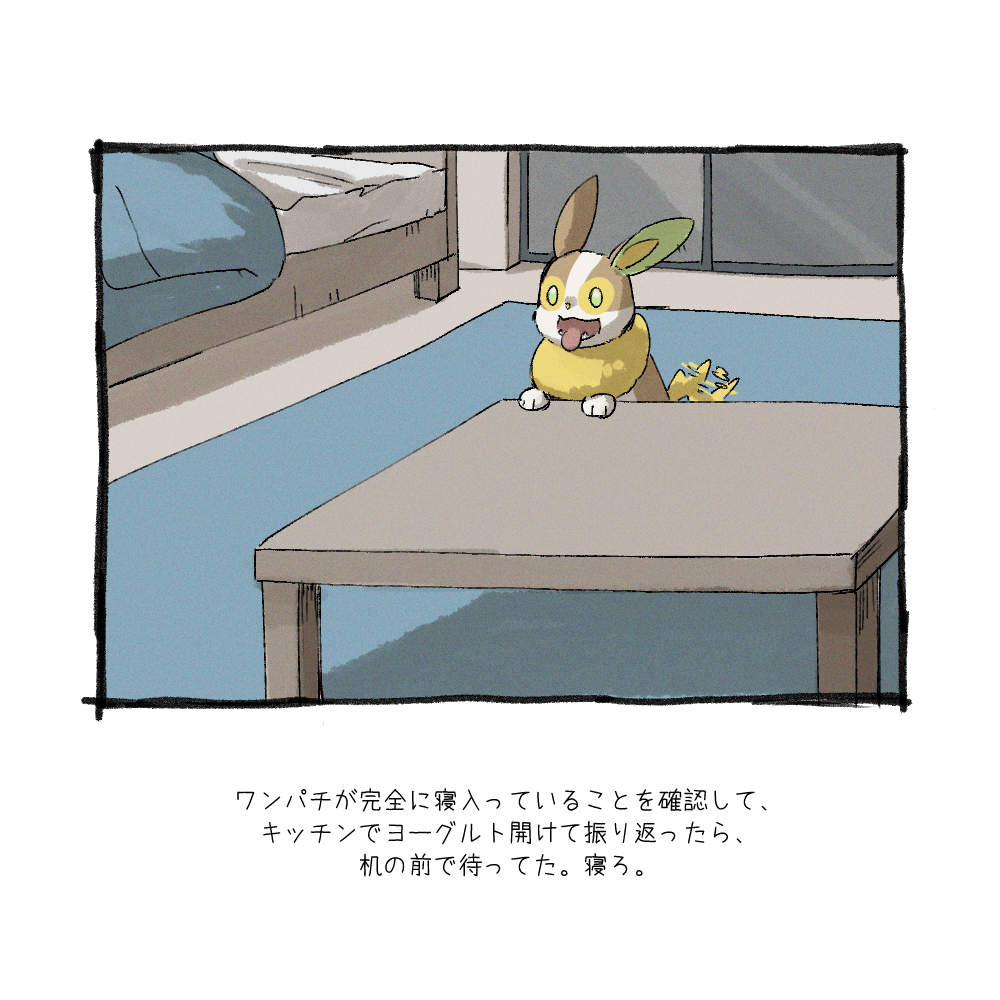 ワンパチが完全に寝入っていることを確認して、
キッチンでヨーグルト開けて振り返ったら、
机の前で待ってた。寝ろ。